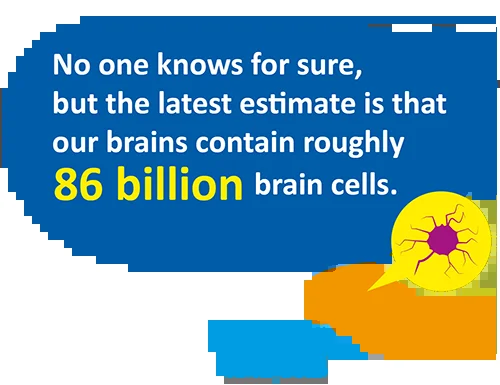 No one knows for sure,
but the latest estimate is that
our brains contain roughly
86 billion brain cells.